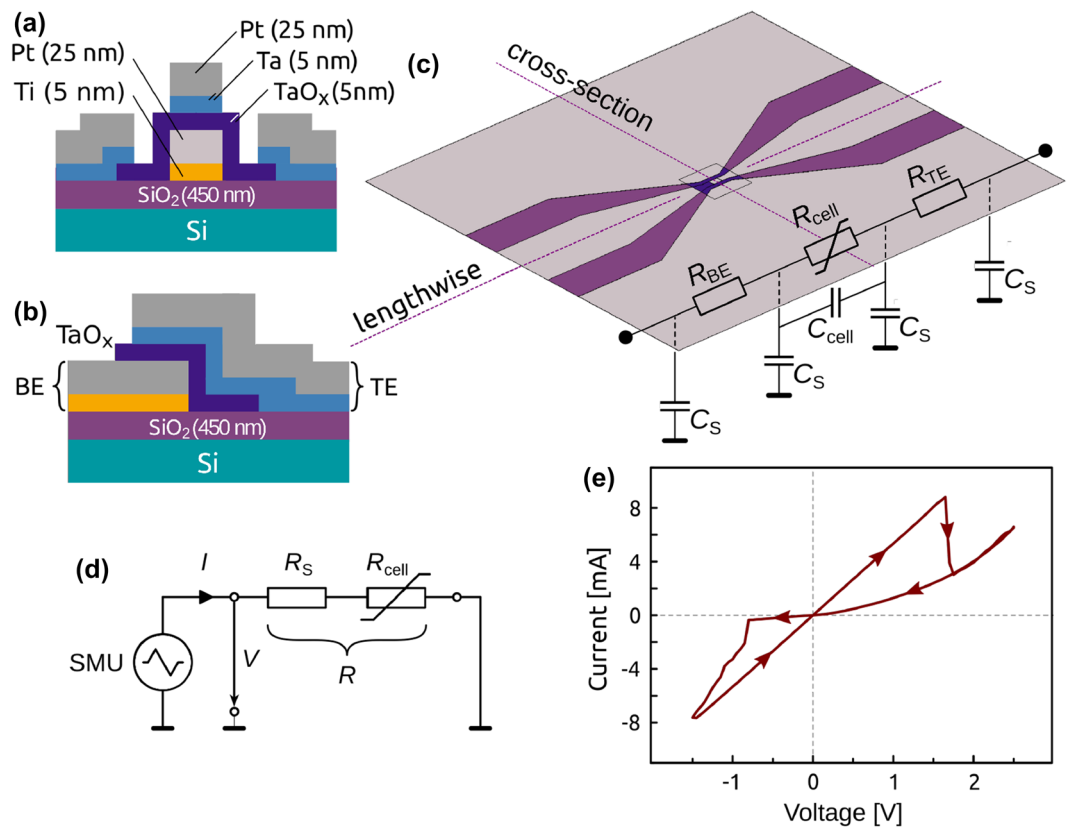 (a)
Pt (25 nm)
Pt (25 nm)
Ta (5 nm)
Ti (5 nm)
TaOx (5nm)
SiO2 (450 nm)
Si
(b)
TaOx
BE
TE
SiO2 (450 nm)
Si
(c)
cross-section
lengthwise
RTE
Rcell
RBE
CS
Ccell
CS
CS
CS
(d)
I
RS
Rcell
SMU
V
R
(e)
Current [mA]
8
4
0
-4
-8
-1
0
1
2
Voltage [V]